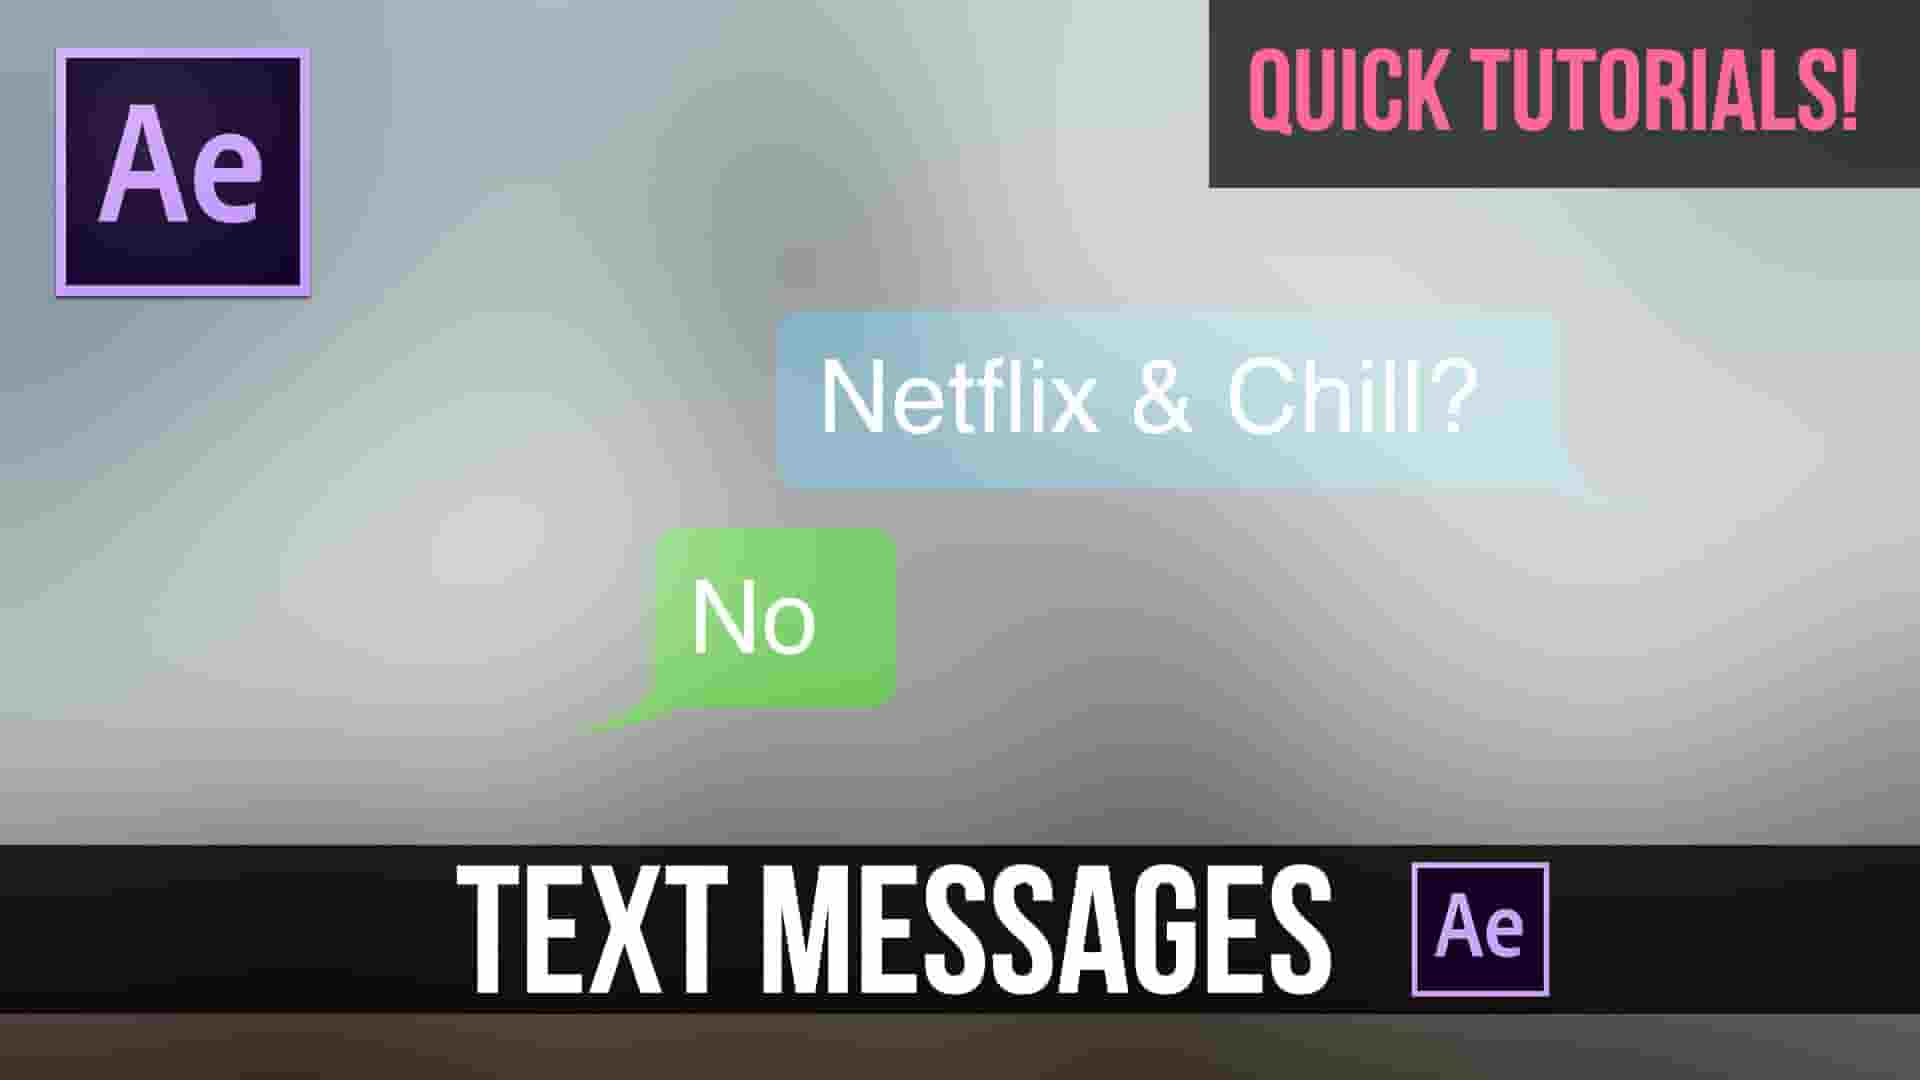 Ae
QUICK TUTORIALS!
Netflix & Chill?
No
TEXT MESSAGES
Ae